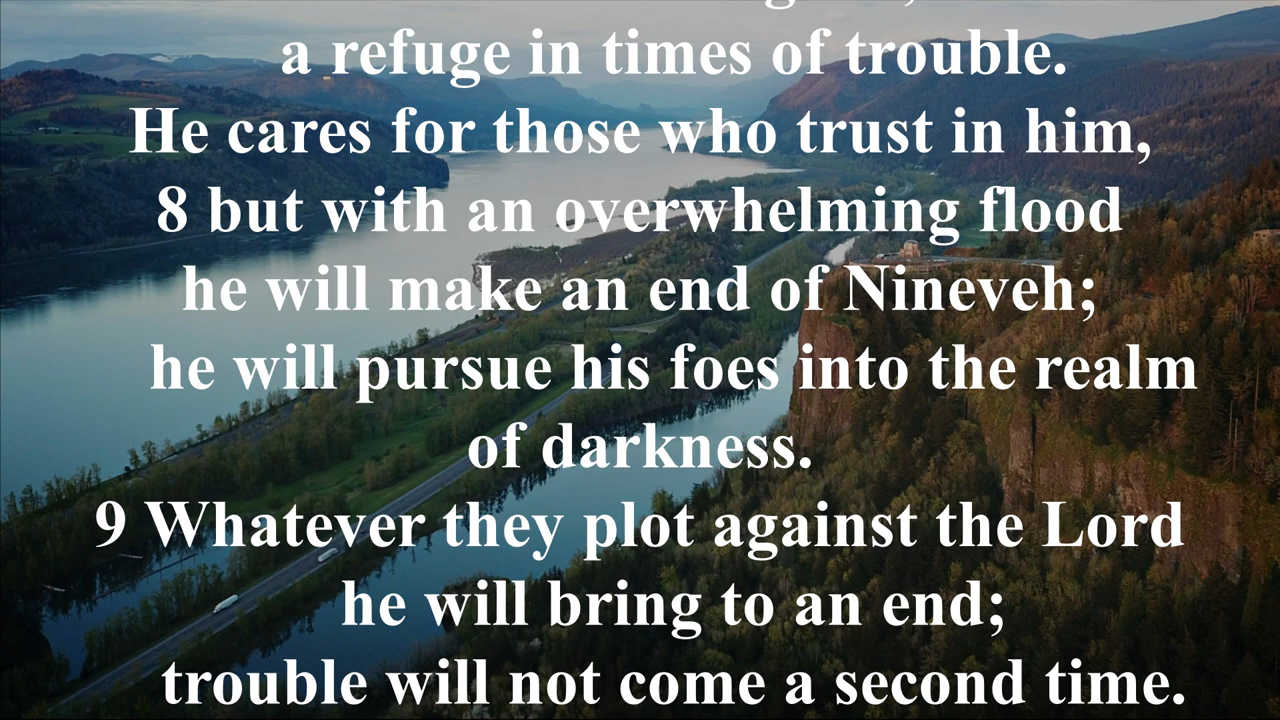 a refuge in times of trouble.
He cares for those who trust in him,
8 but with an overwhelming flood
he will make an end of Nineveh;
he will pursue his foes into the realm
of darkness.
9 Whatever they plot against the Lord
he will bring to an end;
trouble will not come a second time.